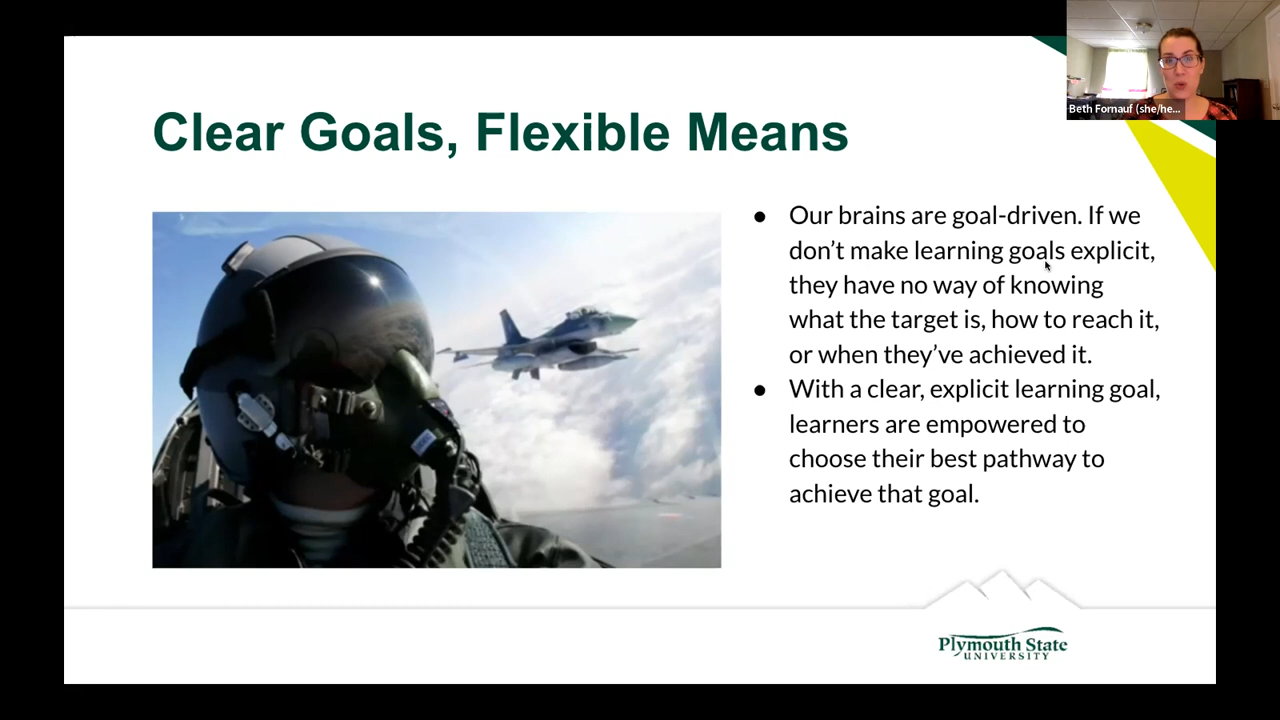 Beth Fornauf (she/he...
Clear Goals, Flexible Means
● Our brains are goal-driven. If we
don’t make learning goals explicit,
they have no way of knowing
what the target is, how to reach it,
or when they’ve achieved it.
● With a clear, explicit learning goal,
learners are empowered to
choose their best pathway to
achieve that goal.
Plymouth State
UNIVERSITY